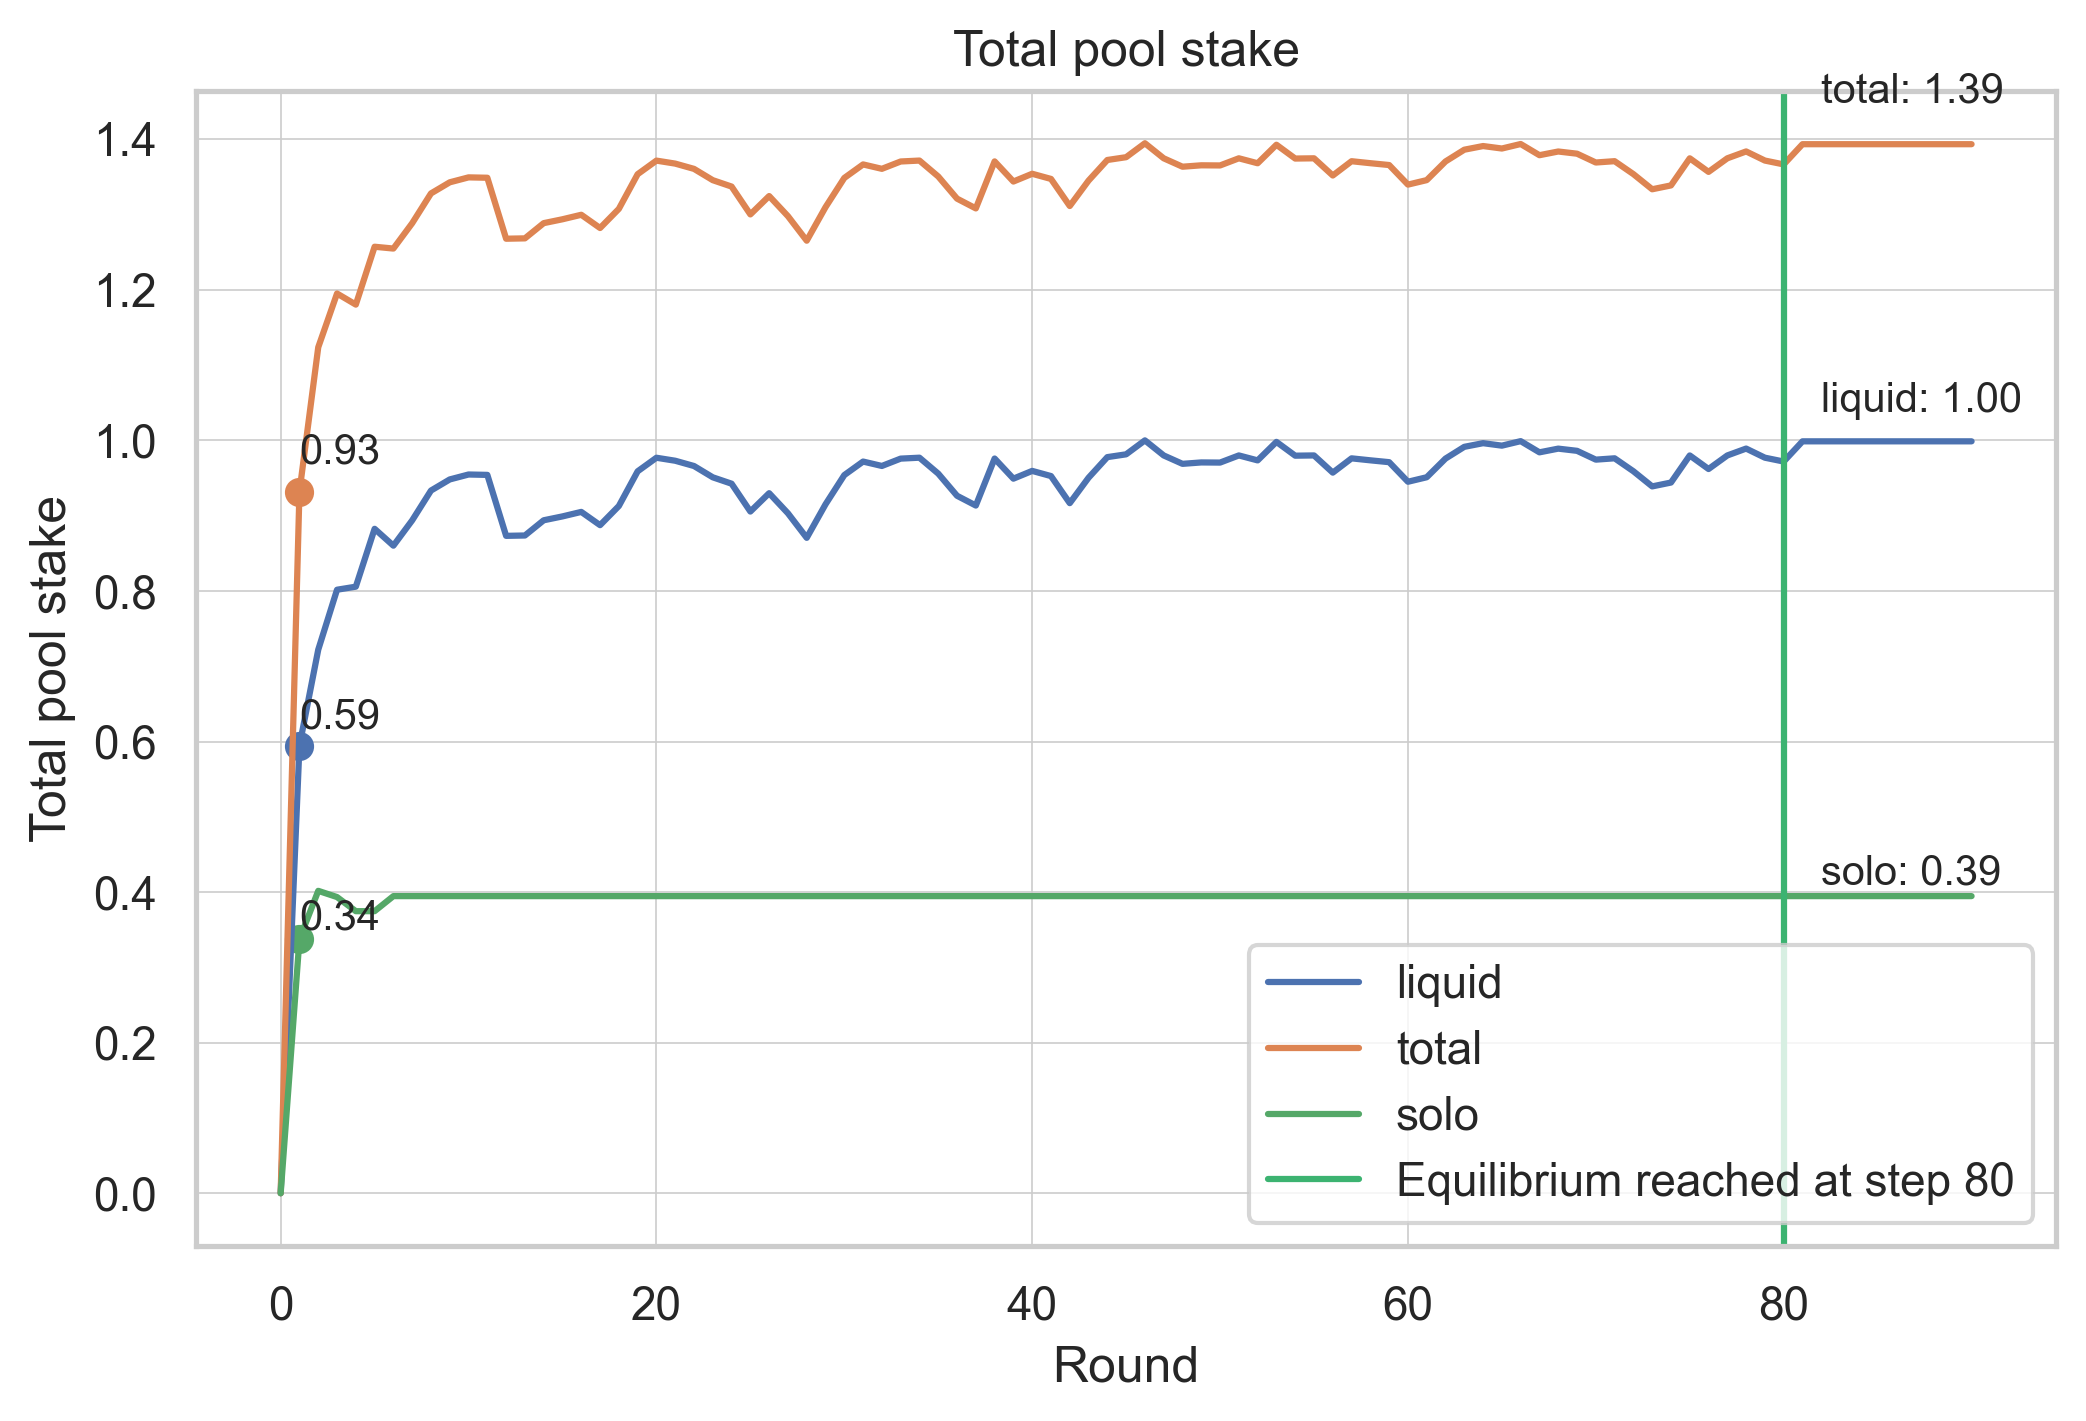 Total pool stake
total: 1.39
1.4
1.2
liquid: 1.00
1.0
0.93
0.8
Total pool stake
0.59
0.6
solo: 0.39
0.4
0.34
0.2
0.0
liquid
total
solo
Equilibrium reached at step 80
0 20 40 60 80
Round